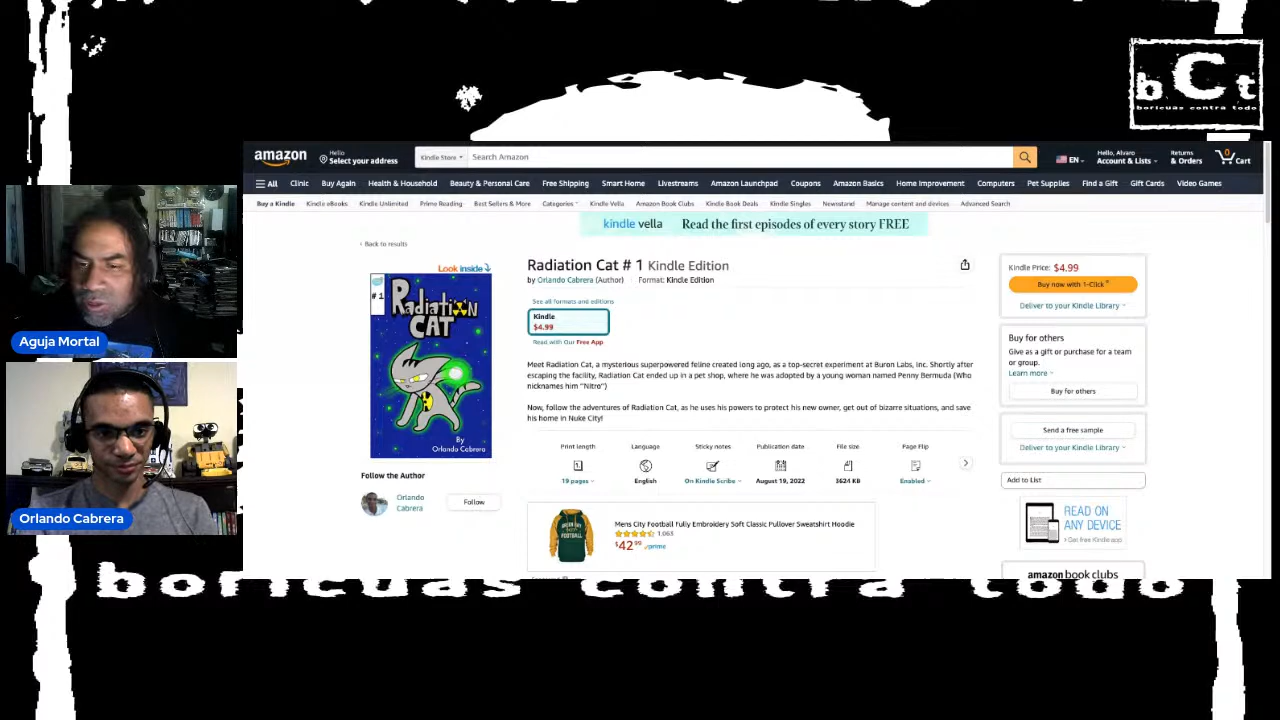 bCt
boricuas contra todo
amazon
Hello
Select your address
Kindle Store
Search Amazon
EN
Hello, Alvaro
Account & Lists
Returns
& Orders
0
Cart
All
Clinic
Buy Again
Health & Household
Beauty & Personal Care
Free Shipping
Smart Home
Livestreams
Amazon Launchpad
Coupons
Amazon Basics
Home Improvement
Computers
Pet Supplies
Find a Gift
Gift Cards
Video Games
Buy a Kindle
Kindle eBooks
Kindle Unlimited
Prime Reading
Best Sellers & More
Categories
Kindle Vella
Amazon Book Clubs
Kindle Book Deals
Kindle Singles
Newsstand
Manage content and devices
Advanced Search
kindle vella Read the first episodes of every story FREE
‹ Back to results
Look inside
# 1
Radiation
CAT
By
Orlando Cabrera
Follow the Author
Orlando
Cabrera
Follow
Radiation Cat # 1 Kindle Edition
by Orlando Cabrera (Author) Format: Kindle Edition
See all formats and editions
Kindle
$4.99
Read with Our Free App
Meet Radiation Cat, a mysterious superpowered feline created long ago, as a top-secret experiment at Buron Labs, Inc. Shortly after
escaping the facility, Radiation Cat ended up in a pet shop, where he was adopted by a young woman named Penny Bermuda (Who
nicknames him "Nitro")
Now, follow the adventures of Radiation Cat, as he uses his powers to protect his new owner, get out of bizarre situations, and save
his home in Nuke City!
Print length
19 pages
Language
English
Sticky notes
On Kindle Scribe
Publication date
August 19, 2022
File size
3624 KB
Page Flip
Enabled
Mens City Football Fully Embroidery Soft Classic Pullover Sweatshirt Hoodie
1,063
$42.99 prime
Kindle Price: $4.99
Buy now with 1-Click ®
Deliver to your Kindle Library
Buy for others
Give as a gift or purchase for a team
or group.
Learn more
Buy for others
Send a free sample
Deliver to your Kindle Library
Add to List
READ ON
ANY DEVICE
› Get free Kindle app
amazon book clubs
Aguja Mortal
Orlando Cabrera
boricuas contra todo